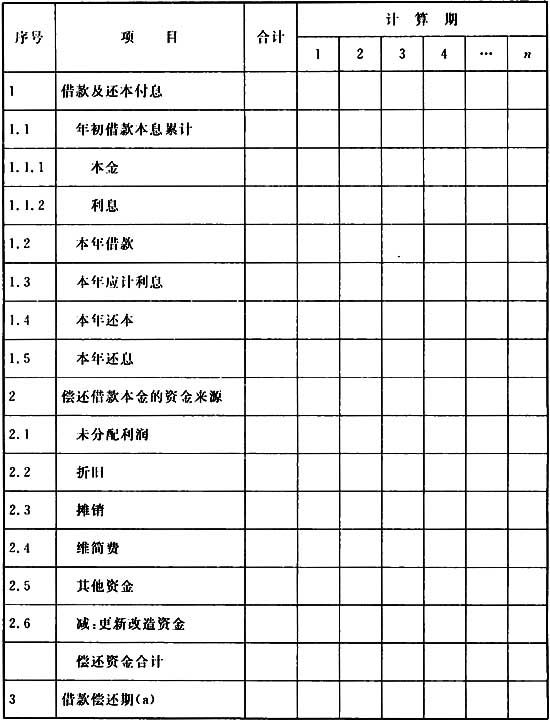 序号 项 目 合计 计 算 期
1 2 3 4 … n
1 借款及还本付息
1.1 年初借款本息累计
1.1.1 本金
1.1.2 利息
1.2 本年借款
1.3 本年应计利息
1.4 本年还本
1.5 本年还息
2 偿还借款本金的资金来源
2.1 未分配利润
2.2 折旧
2.3 摊销
2.4 维简费
2.5 其他资金
2.6 减:更新改造资金
偿还资金合计
3 借款偿还期(a)